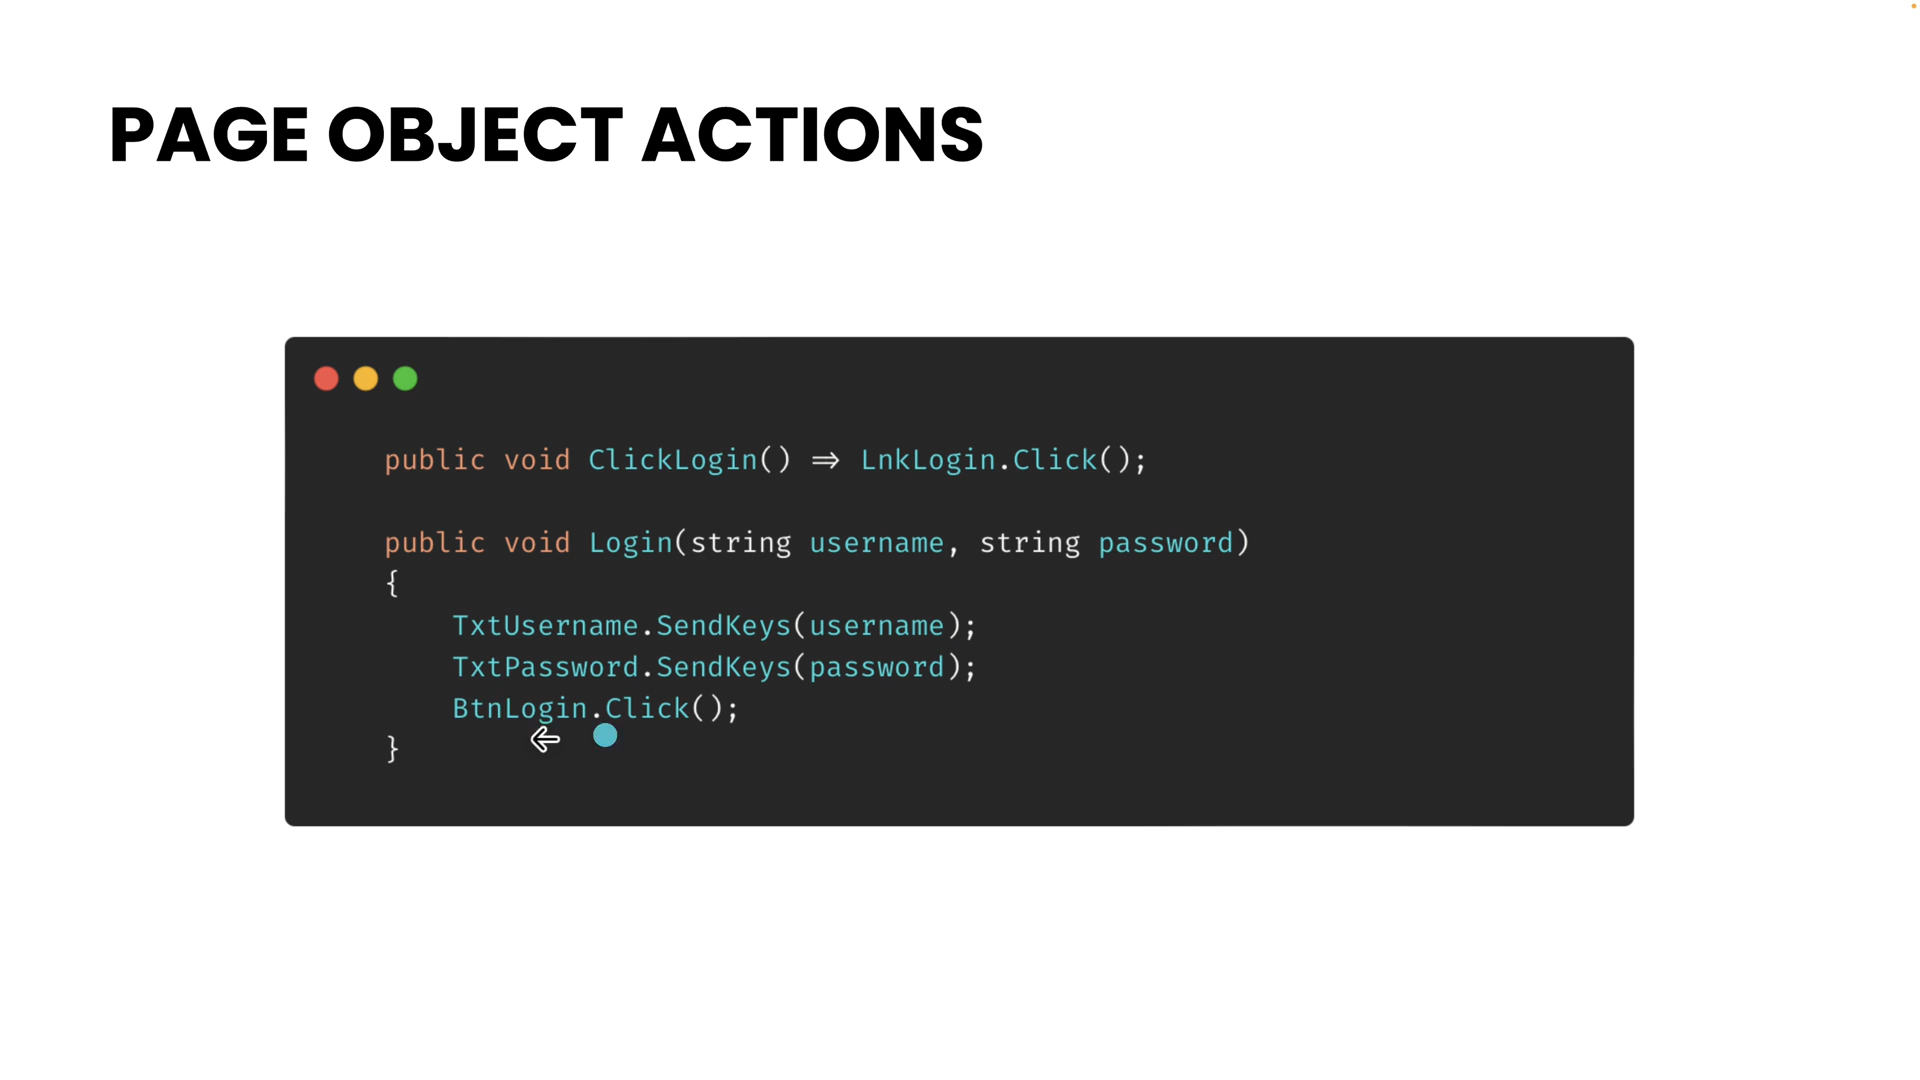 PAGE OBJECT ACTIONS
public void ClickLogin() => LnkLogin.Click();
public void Login(string username, string password)
{
TxtUsername.SendKeys(username);
TxtPassword.SendKeys(password);
BtnLogin.Click();
}